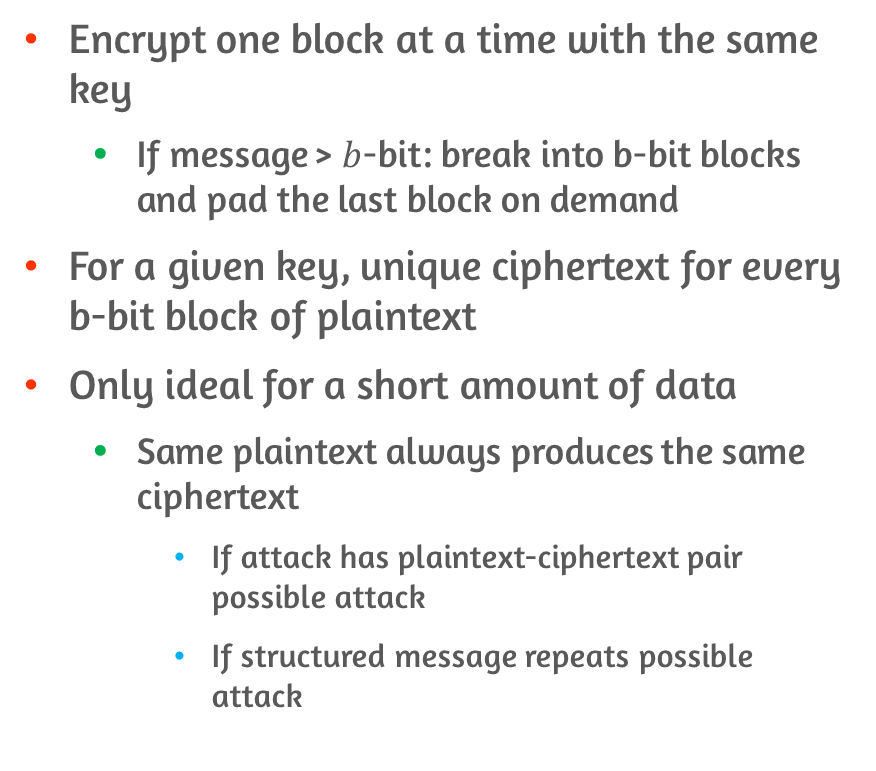 • Encrypt one block at a time with the same
key
• If message > b-bit: break into b-bit blocks
and pad the last block on demand
• For a given key, unique ciphertext for every
b-bit block of plaintext
• Only ideal for a short amount of data
• Same plaintext always produces the same
ciphertext
• If attack has plaintext-ciphertext pair
possible attack
• If structured message repeats possible
attack